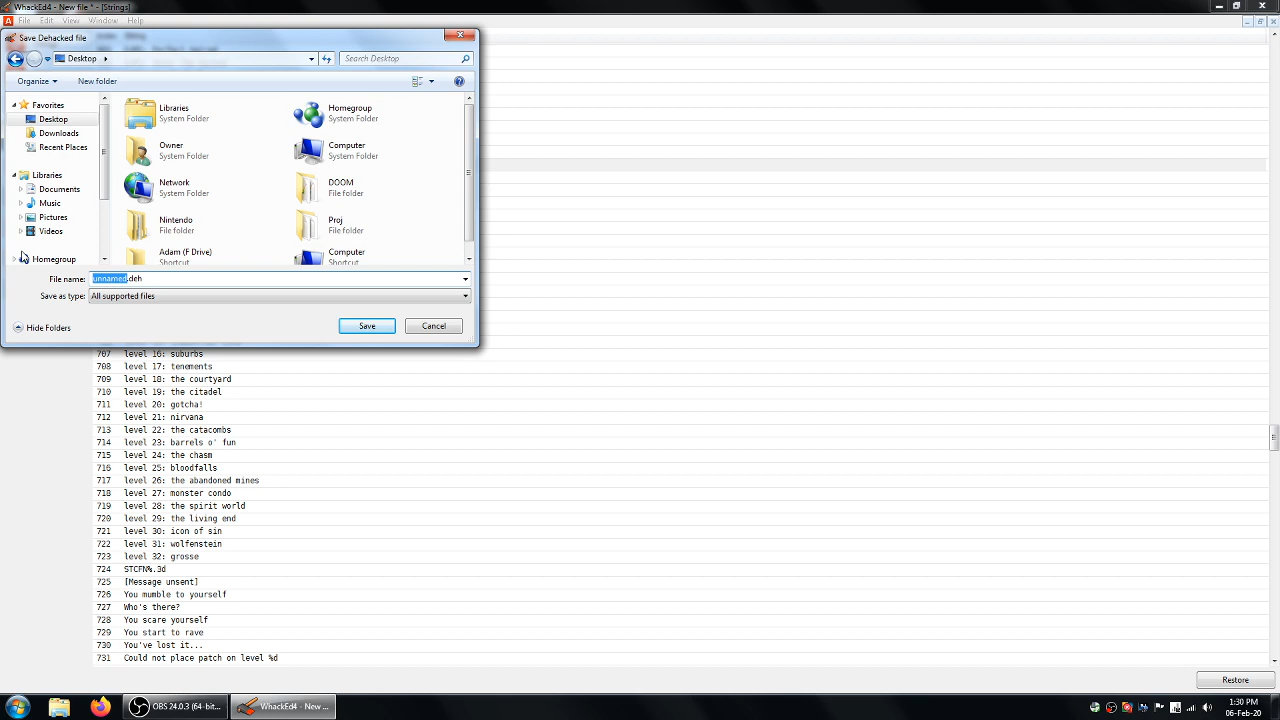 WhackEd4 - New file * - [Strings]
File Edit View Window Help
Save Dehacked file
Desktop
Search Desktop
Organize New folder
Favorites
Desktop
Downloads
Recent Places
Libraries
Documents
Music
Pictures
Videos
Homegroup
Libraries
System Folder
Homegroup
System Folder
Owner
System Folder
Computer
System Folder
Network
System Folder
DOOM
File folder
Nintendo
File folder
Proj
File folder
Adam (F Drive)
Shortcut
Computer
Shortcut
File name: unnamed.deh
Save as type: All supported files
Hide Folders
Save Cancel
707 level 16: suburbs
708 level 17: tenements
709 level 18: the courtyard
710 level 19: the citadel
711 level 20: gotcha!
712 level 21: nirvana
713 level 22: the catacombs
714 level 23: barrels o' fun
715 level 24: the chasm
716 level 25: bloodfalls
717 level 26: the abandoned mines
718 level 27: monster condo
719 level 28: the spirit world
720 level 29: the living end
721 level 30: icon of sin
722 level 31: wolfenstein
723 level 32: grosse
724 STCFN%.3d
725 [Message unsent]
726 You mumble to yourself
727 Who's there?
728 You scare yourself
729 You start to rave
730 You've lost it...
731 Could not place patch on level %d
Restore
OBS 24.0.3 (64-bit...
WhackEd4 - New ...
1:30 PM
06-Feb-20